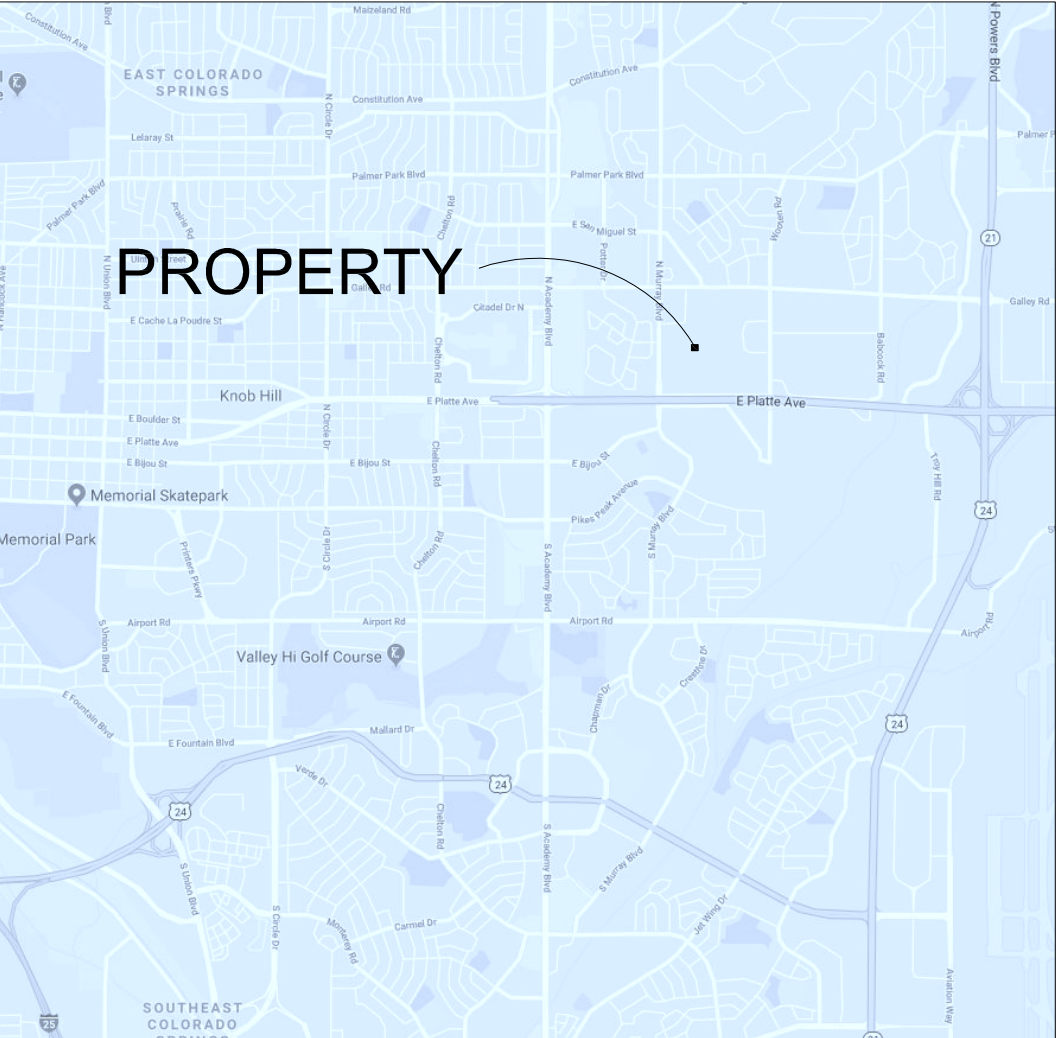 Maizeland Rd
Blvd
N Powers Blvd
Constitution Ave
EAST COLORADO
SPRINGS
Constitution Ave
Constitution Ave
N Circle Dr
Lelaray St
Palmer P
Palmer Park Blvd
Palmer Park Blvd
Palmer Park Blvd
Prairie Rd
Chelton Rd
Wooten Rd
E San Miguel St
21
Potter Dr
PROPERTY
Street
N Union Blvd
N Hancock Ave
N Academy Blvd
N Murray Blvd
Galley Rd
Citadel Dr N
E Cache La Poudre St
Chelton Rd
Babcock Rd
Knob Hill
E Platte Ave
E Platte Ave
N Circle Dr
E Boulder St
E Platte Ave
E Bijou St
E Bijou St
Chelton Rd
E Bijou St
Troy Hill Rd
Memorial Skatepark
Pikes Peak Avenue
24
Memorial Park
Printers Pkwy
S Circle Dr
Chelton Rd
S Academy Blvd
S Murray Blvd
Airport Rd
Airport Rd
Airport Rd
Airport Rd
S Union Blvd
Valley Hi Golf Course
Crestline Dr
Chapman Dr
E Fountain Blvd
24
Mallard Dr
E Fountain Blvd
Verde Dr
24
24
Chelton Rd
S Academy Blvd
S Murray Blvd
S Union Blvd
S Circle Dr
Monterey Rd
Carmel Dr
Jet Wing Dr
Aviation Way
SOUTHEAST
COLORADO
25